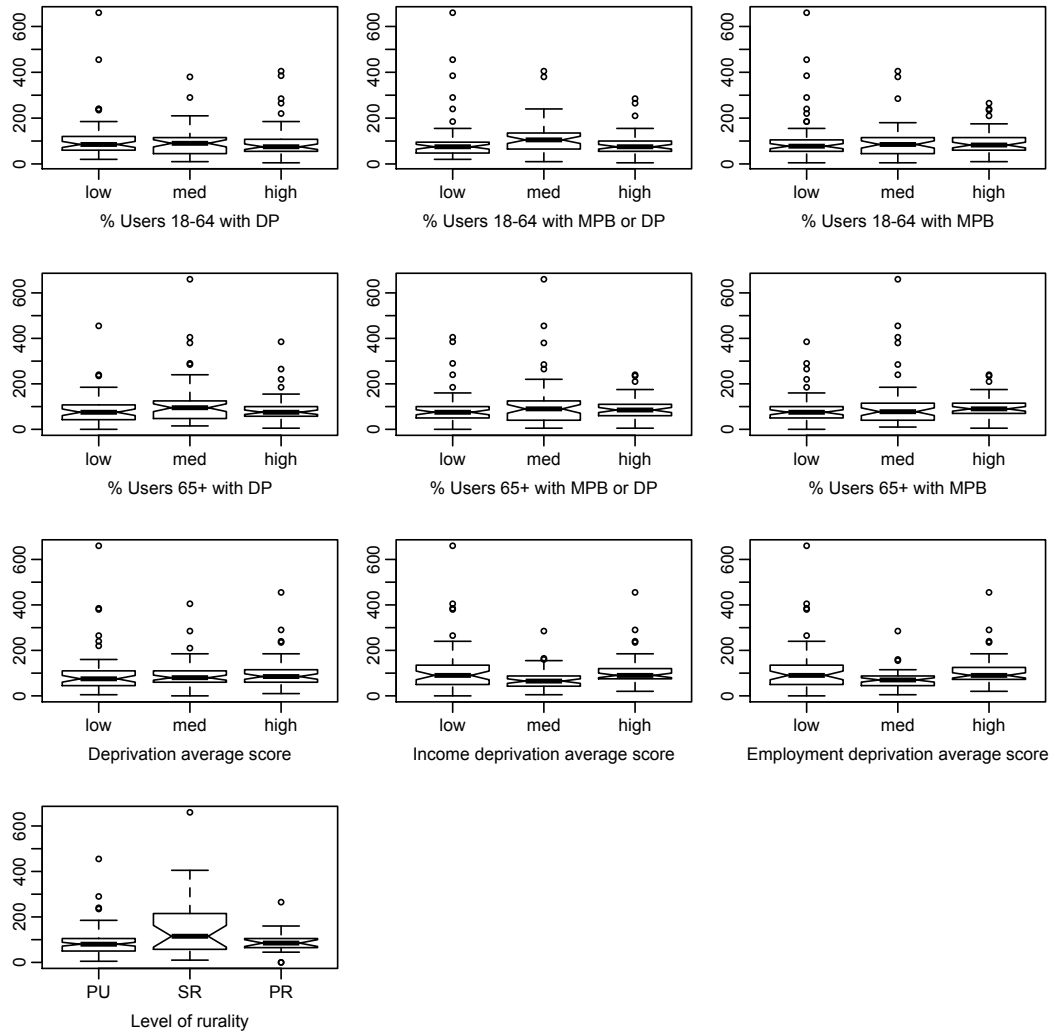 0 200 400 600
low med high
% Users 18-64 with DP
0 200 400 600
low med high
% Users 18-64 with MPB or DP
0 200 400 600
low med high
% Users 18-64 with MPB
0 200 400 600
low med high
% Users 65+ with DP
0 200 400 600
low med high
% Users 65+ with MPB or DP
0 200 400 600
low med high
% Users 65+ with MPB
0 200 400 600
low med high
Deprivation average score
0 200 400 600
low med high
Income deprivation average score
0 200 400 600
low med high
Employment deprivation average score
0 200 400 600
PU SR PR
Level of rurality